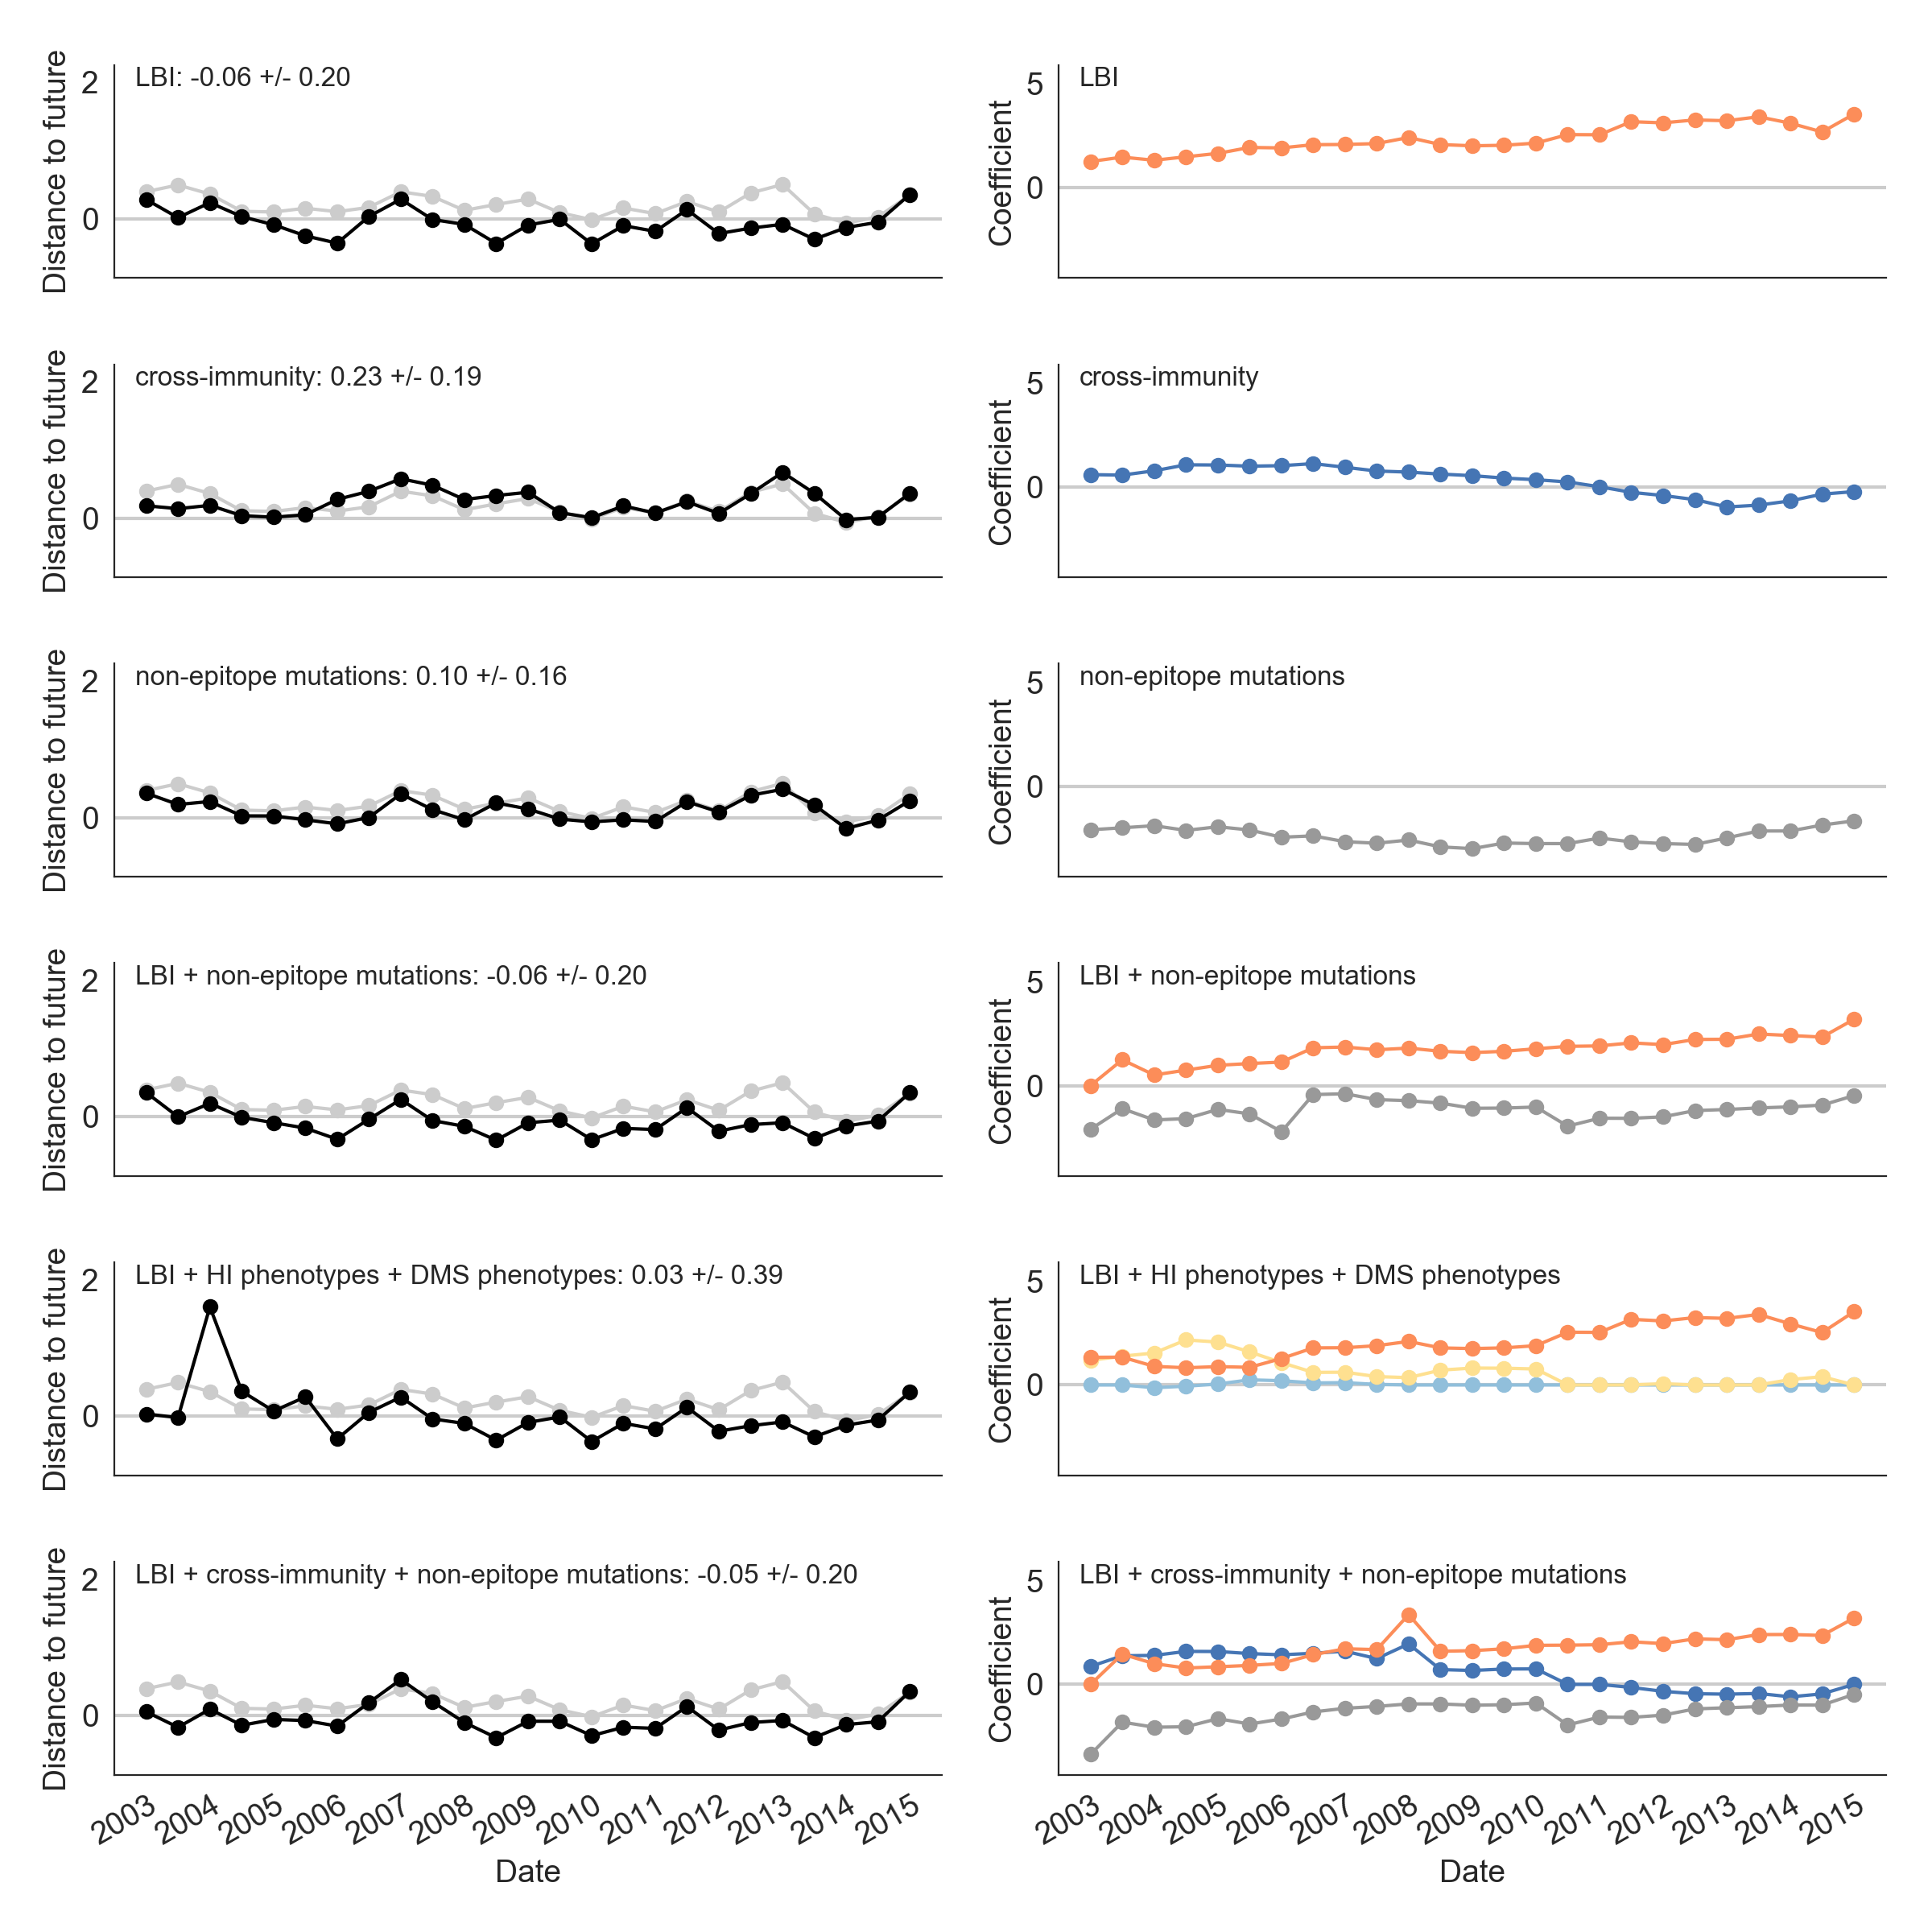 LBI: -0.06 +/- 0.20
2
0
Distance to future
LBI
5
0
Coefficient
cross-immunity: 0.23 +/- 0.19
2
0
Distance to future
cross-immunity
5
0
Coefficient
non-epitope mutations: 0.10 +/- 0.16
2
0
Distance to future
non-epitope mutations
5
0
Coefficient
LBI + non-epitope mutations: -0.06 +/- 0.20
2
0
Distance to future
LBI + non-epitope mutations
5
0
Coefficient
LBI + HI phenotypes + DMS phenotypes: 0.03 +/- 0.39
2
0
Distance to future
LBI + HI phenotypes + DMS phenotypes
5
0
Coefficient
LBI + cross-immunity + non-epitope mutations: -0.05 +/- 0.20
2
0
Distance to future
LBI + cross-immunity + non-epitope mutations
5
0
Coefficient
2003 2004 2005 2006 2007 2008 2009 2010 2011 2012 2013 2014 2015
Date
2003 2004 2005 2006 2007 2008 2009 2010 2011 2012 2013 2014 2015
Date